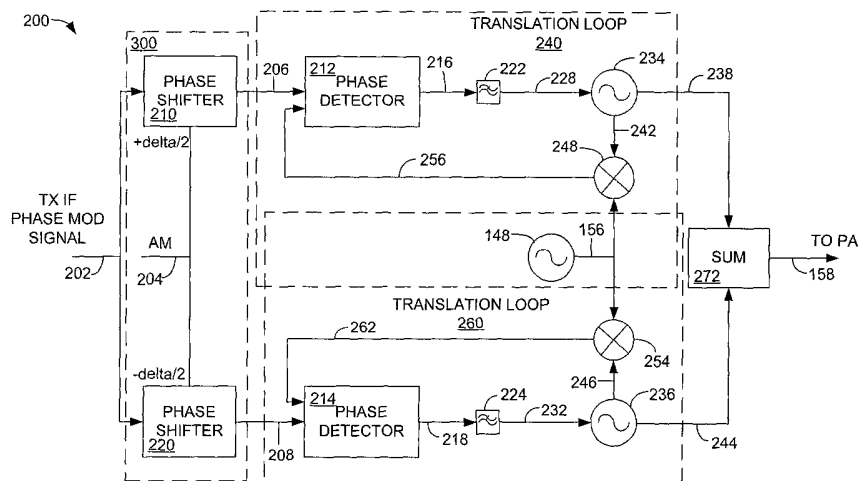 200
300
PHASE
SHIFTER
210
+delta/2
206
TRANSLATION LOOP
240
212
PHASE
DETECTOR
216
222
228
234
238
242
248
256
TX IF
PHASE MOD
SIGNAL
202
AM
204
148
156
TO PA
SUM
272
158
TRANSLATION LOOP
260
262
254
246
-delta/2
PHASE
SHIFTER
220
208
214
PHASE
DETECTOR
218
224
232
236
244